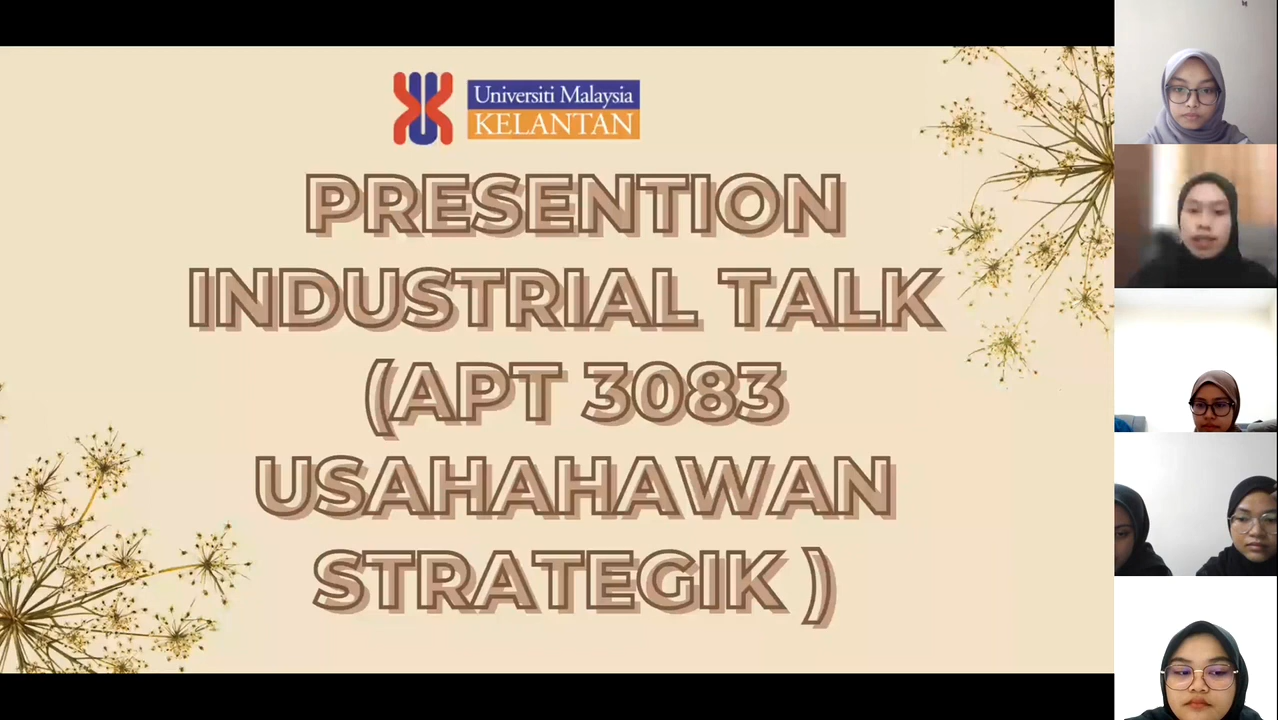 Universiti Malaysia
KELANTAN
PRESENTION
INDUSTRIAL TALK
(APT 3083
USAHAHAWAN
STRATEGIK )